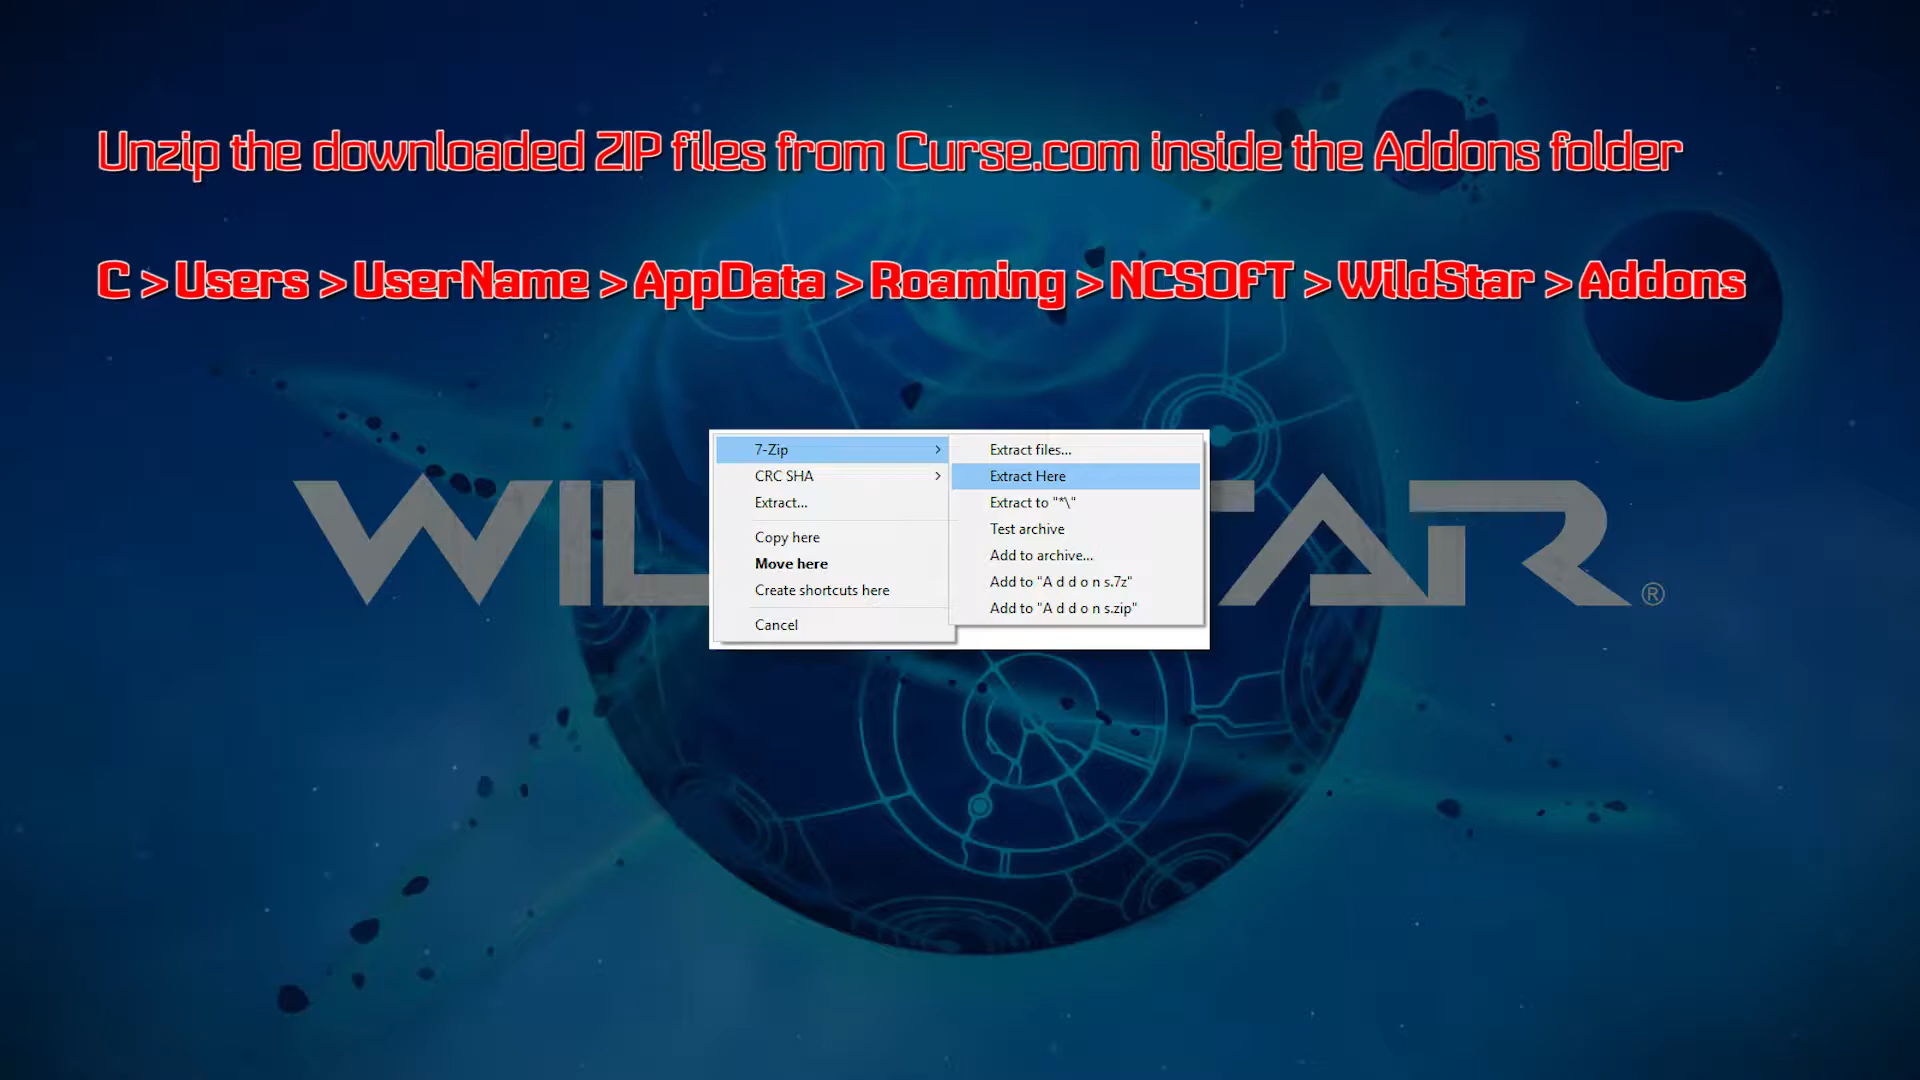 Unzip the downloaded ZIP files from Curse.com inside the Addons folder
C > Users > UserName > AppData > Roaming > NCSOFT > WildStar > Addons
7-Zip >
CRC SHA >
Extract...
Copy here
Move here
Create shortcuts here
Cancel
Extract files...
Extract Here
Extract to "*\"
Test archive
Add to archive...
Add to "A d d o n s.7z"
Add to "A d d o n s.zip"
WIL STAR®